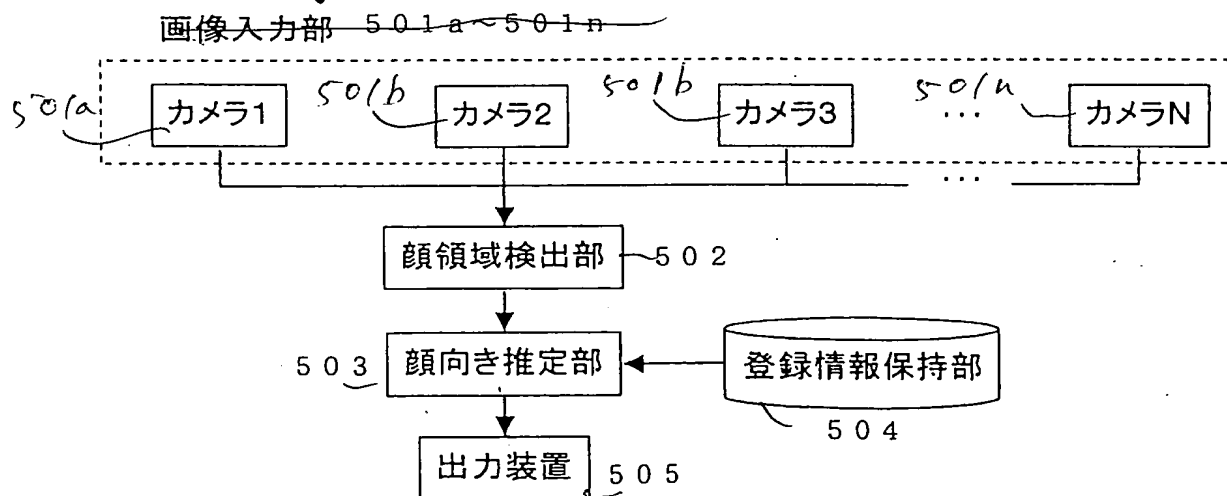 画像入力部 501a~501n
501a カメラ1 501b カメラ2 501b カメラ3 501n ... カメラN
...
顔領域検出部 502
503 顔向き推定部 登録情報保持部
504
出力装置 505